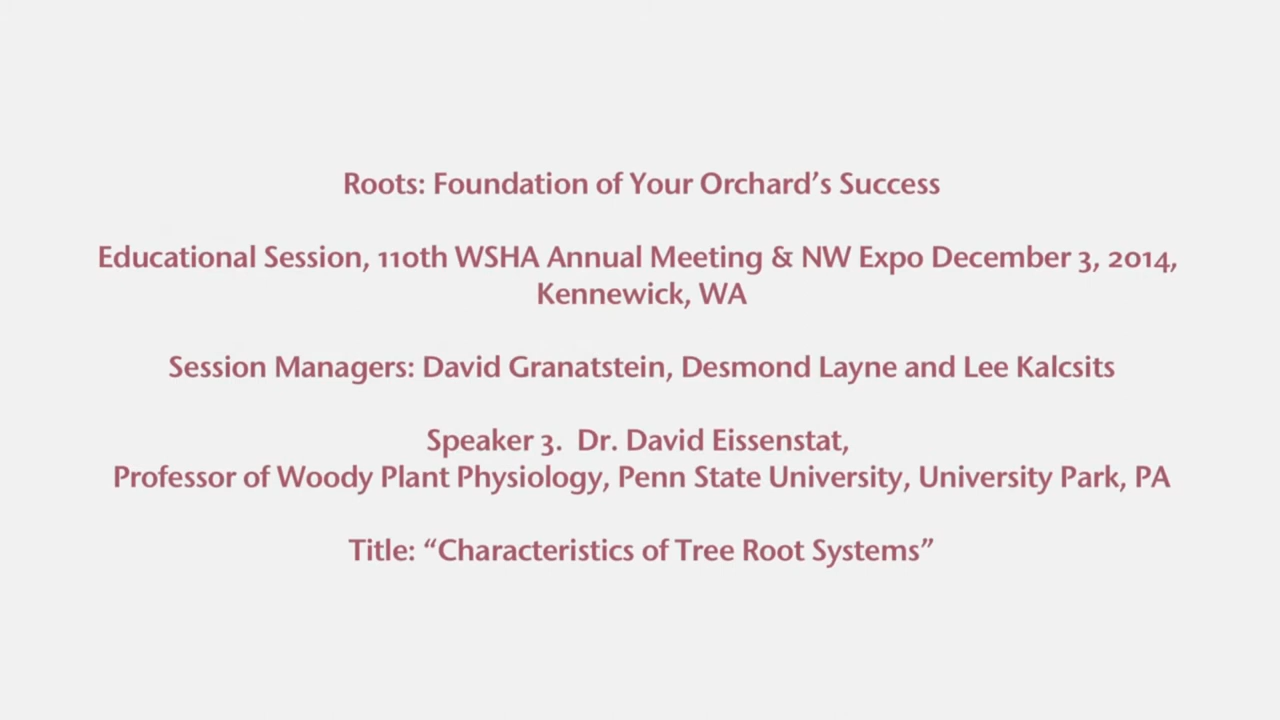 Roots: Foundation of Your Orchard’s Success
Educational Session, 110th WSHA Annual Meeting & NW Expo December 3, 2014,
Kennewick, WA
Session Managers: David Granatstein, Desmond Layne and Lee Kalcsits
Speaker 3.  Dr. David Eissenstat,
Professor of Woody Plant Physiology, Penn State University, University Park, PA
Title: “Characteristics of Tree Root Systems”